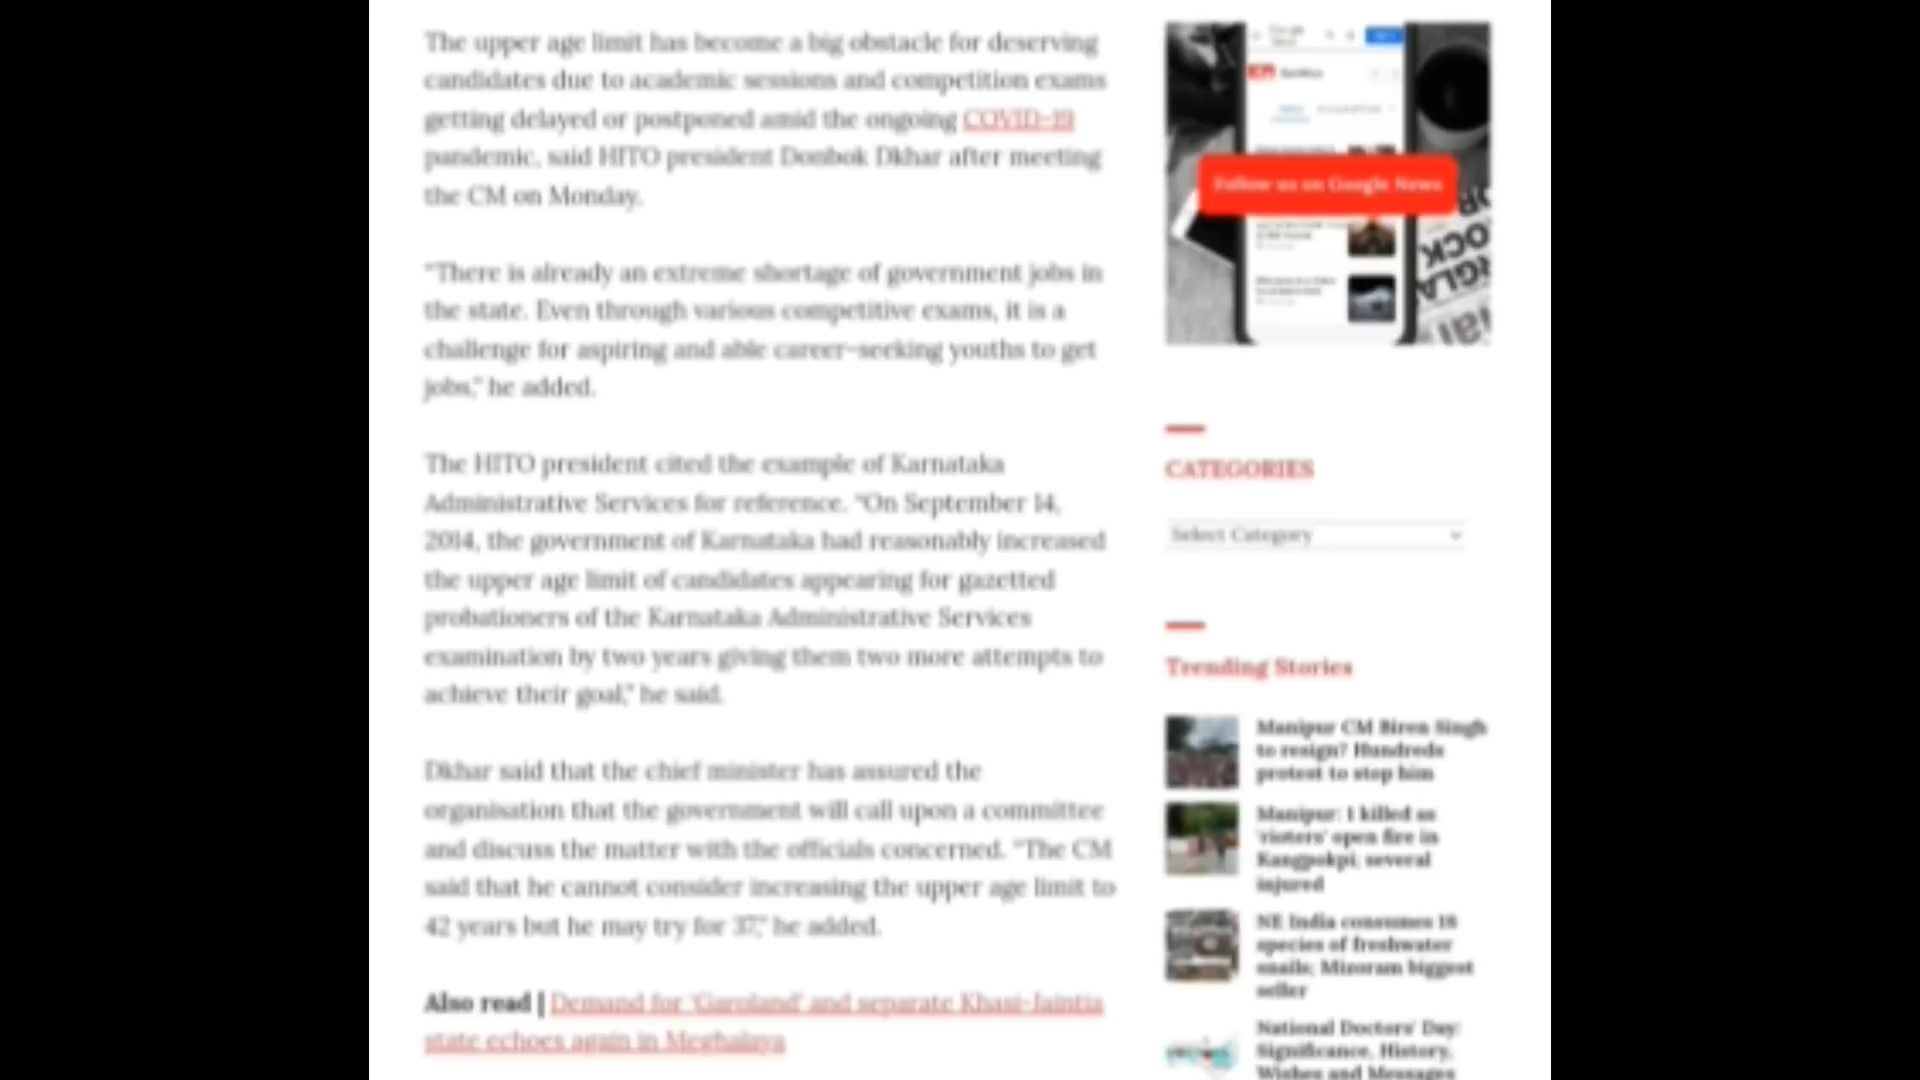 The upper age limit has become a big obstacle for deserving
candidates due to academic sessions and competition exams
getting delayed or postponed amid the ongoing COVID-19
pandemic, said HITO president Donbok Dkhar after meeting
the CM on Monday.
"There is already an extreme shortage of government jobs in
the state. Even through various competitive exams, it is a
challenge for aspiring and able career-seeking youths to get
jobs," he added.
The HITO president cited the example of Karnataka
Administrative Services for reference. "On September 14,
2014, the government of Karnataka had reasonably increased
the upper age limit of candidates appearing for gazetted
probationers of the Karnataka Administrative Services
examination by two years giving them two more attempts to
achieve their goal," he said.
Dkhar said that the chief minister has assured the
organisation that the government will call upon a committee
and discuss the matter with the officials concerned. "The CM
said that he cannot consider increasing the upper age limit to
42 years but he may try for 37," he added.
Also read | Demand for 'Garoland' and separate Khasi-Jaintia
state echoes again in Meghalaya
Follow us on Google News
CATEGORIES
Select Category
Trending Stories
Manipur CM Biren Singh
to resign? Hundreds
protest to stop him
Manipur: 1 killed as
'rioters' open fire in
Kangpokpi; several
injured
NE India consumes 18
species of freshwater
snails; Mizoram biggest
seller
National Doctors' Day:
Significance, History,
Wishes and Messages